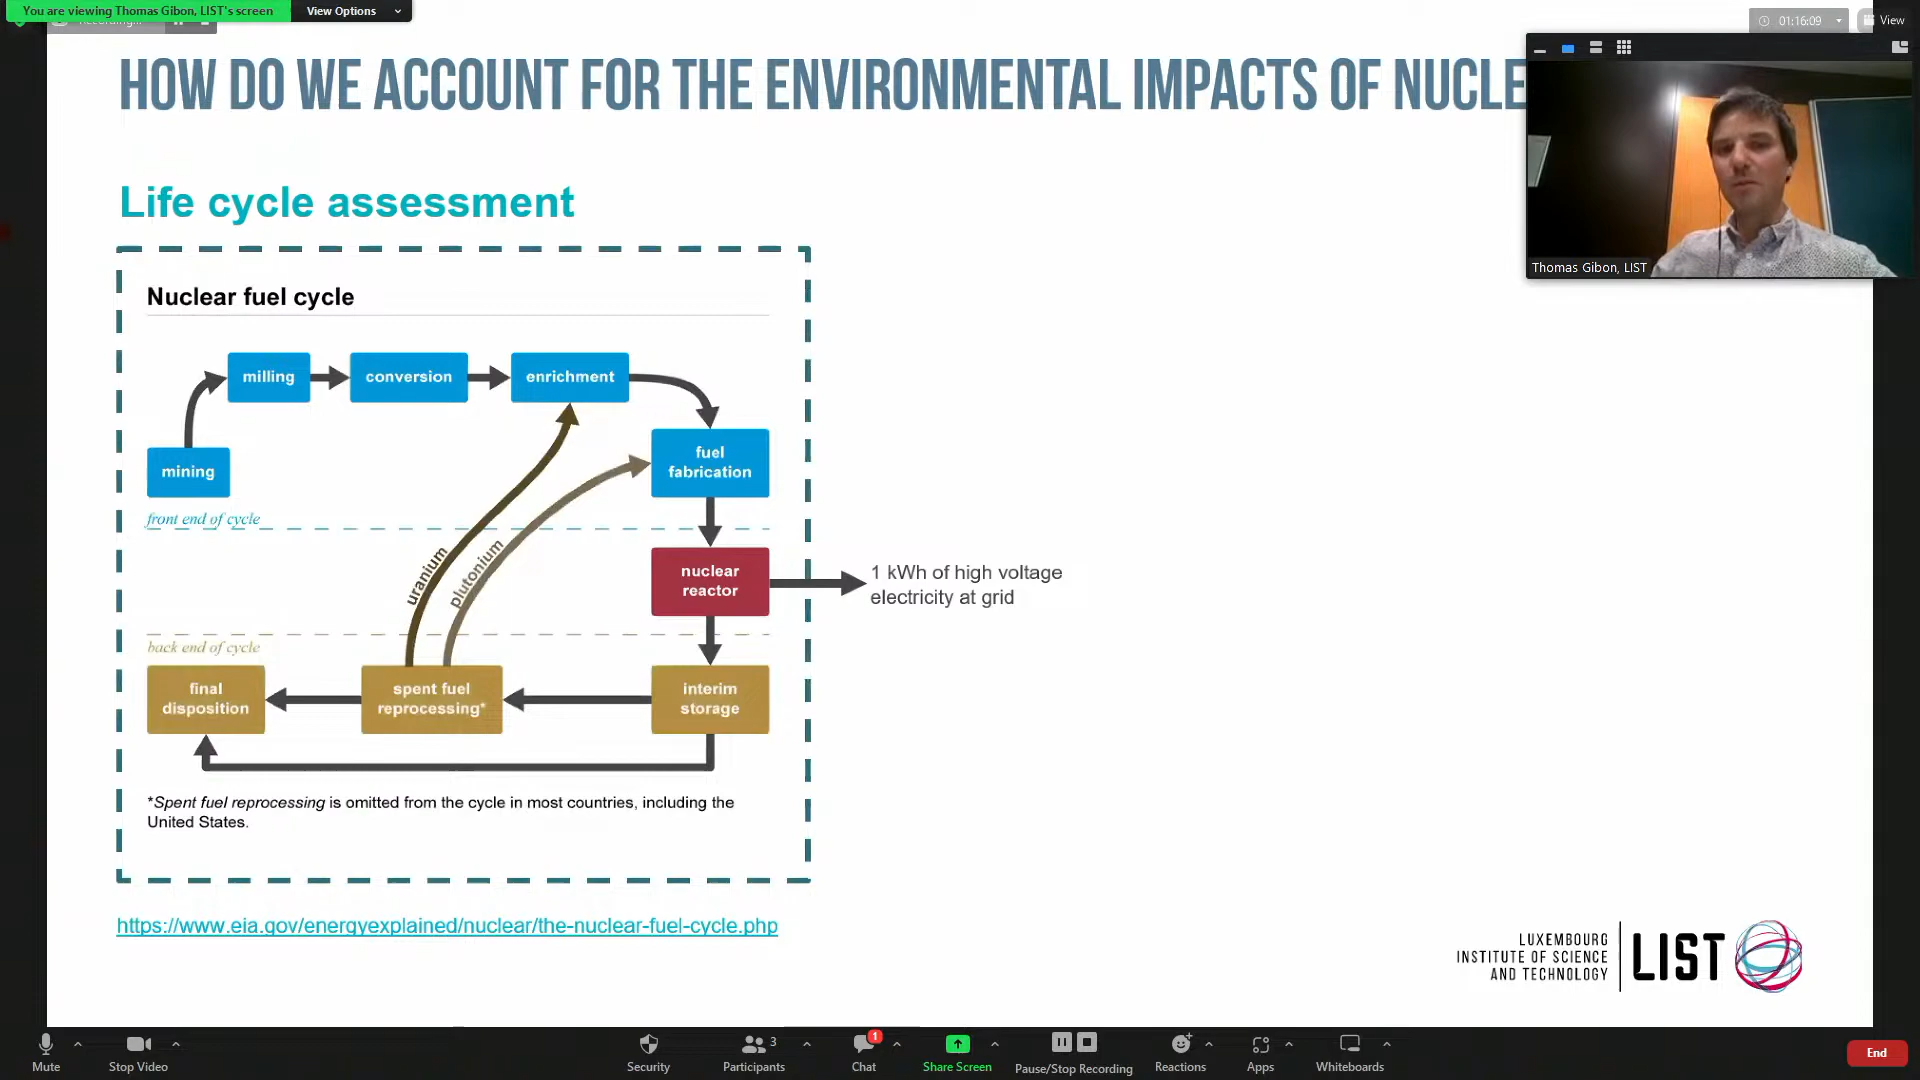 You are viewing Thomas Gibon, LIST's screen
View Options
Recording...
01:16:09
View
HOW DO WE ACCOUNT FOR THE ENVIRONMENTAL IMPACTS OF NUCLE
Thomas Gibon, LIST
Life cycle assessment
Nuclear fuel cycle
milling
conversion
enrichment
mining
fuel
fabrication
front end of cycle
uranium
plutonium
nuclear
reactor
1 kWh of high voltage
electricity at grid
back end of cycle
final
disposition
spent fuel
reprocessing*
interim
storage
*Spent fuel reprocessing is omitted from the cycle in most countries, including the
United States.
https://www.eia.gov/energyexplained/nuclear/the-nuclear-fuel-cycle.php
LUXEMBOURG
INSTITUTE OF SCIENCE
AND TECHNOLOGY
LIST
Mute
Stop Video
Security
Participants
3
Chat
1
Share Screen
Pause/Stop Recording
Reactions
Apps
Whiteboards
End